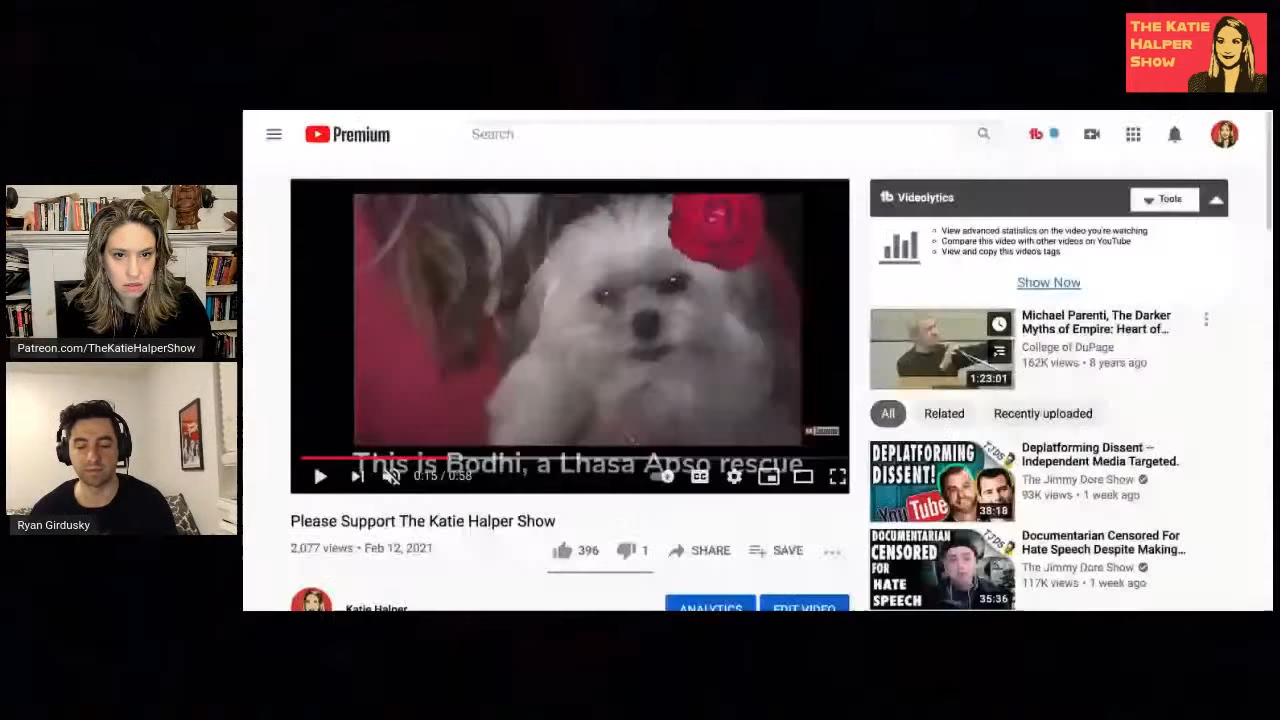 THE KATIE
HALPER
SHOW
Premium
Search
tb
Patreon.com/TheKatieHalperShow
Ryan Girdusky
This is Bodhi, a Lhasa Apso rescue
0:15 / 0:58
CC
Please Support The Katie Halper Show
2,077 views • Feb 12, 2021
396
1
SHARE
SAVE
Katie Halper
ANALYTICS
EDIT VIDEO
tb Videolytics
Tools
View advanced statistics on the video you're watching
Compare this video with other videos on YouTube
View and copy this video's tags
Show Now
1:23:01
Michael Parenti, The Darker
Myths of Empire: Heart of...
College of DuPage
162K views • 8 years ago
All
Related
Recently uploaded
DEPLATFORMING
DISSENT!
TJDS
YouTube
38:18
Deplatforming Dissent –
Independent Media Targeted.
The Jimmy Dore Show
93K views • 1 week ago
DOCUMENTARIAN
CENSORED
FOR
HATE
SPEECH
TJDS
35:36
Documentarian Censored For
Hate Speech Despite Making...
The Jimmy Dore Show
117K views • 1 week ago